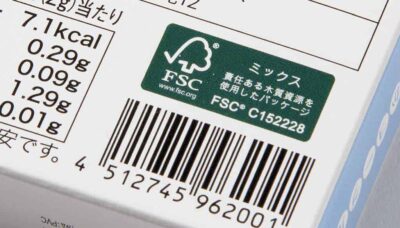 (2g)当たり
7.1kcal
0.29g
0.09g
1.29g
0.01g
安です。
FSC
www.fsc.org
ミックス
責任ある木質資源を
使用したパッケージ
FSC® C152228
4 512745 962001